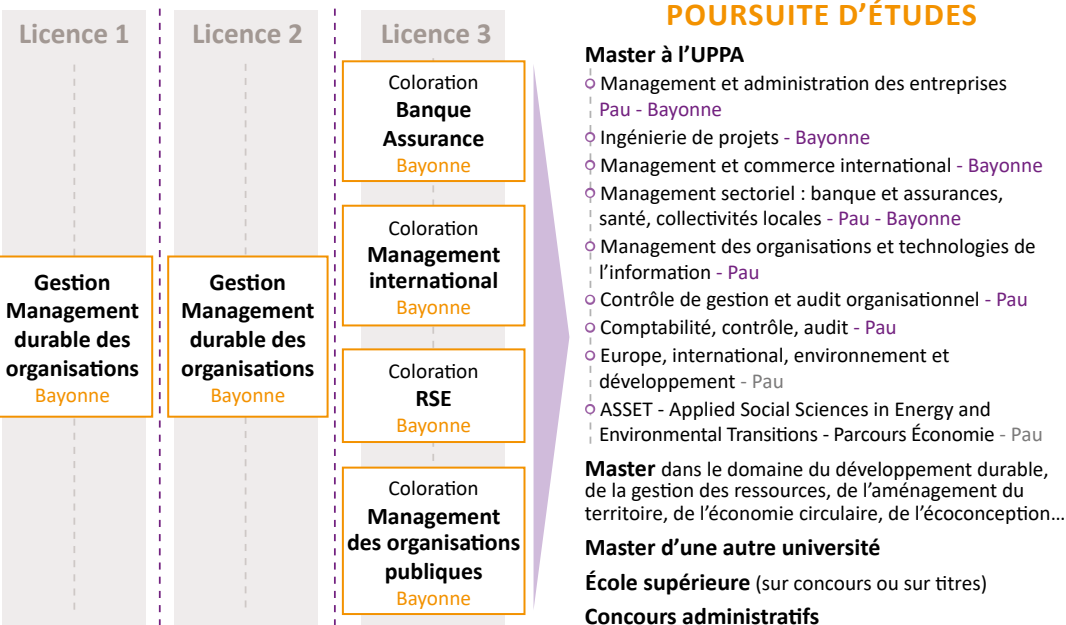 Licence 1
Gestion
Management
durable des
organisations
Bayonne
Licence 2
Gestion
Management
durable des
organisations
Bayonne
Licence 3
Coloration
Banque
Assurance
Bayonne
Coloration
Management
international
Bayonne
Coloration
RSE
Bayonne
Coloration
Management
des organisations
publiques
Bayonne
POURSUITE D’ÉTUDES
Master à l’UPPA
Management et administration des entreprises
Pau - Bayonne
Ingénierie de projets - Bayonne
Management et commerce international - Bayonne
Management sectoriel : banque et assurances,
santé, collectivités locales - Pau - Bayonne
Management des organisations et technologies de
l’information - Pau
Contrôle de gestion et audit organisationnel - Pau
Comptabilité, contrôle, audit - Pau
Europe, international, environnement et
développement - Pau
ASSET - Applied Social Sciences in Energy and
Environmental Transitions - Parcours Économie - Pau
Master dans le domaine du développement durable,
de la gestion des ressources, de l’aménagement du
territoire, de l’économie circulaire, de l’écoconception...
Master d’une autre université
École supérieure (sur concours ou sur titres)
Concours administratifs